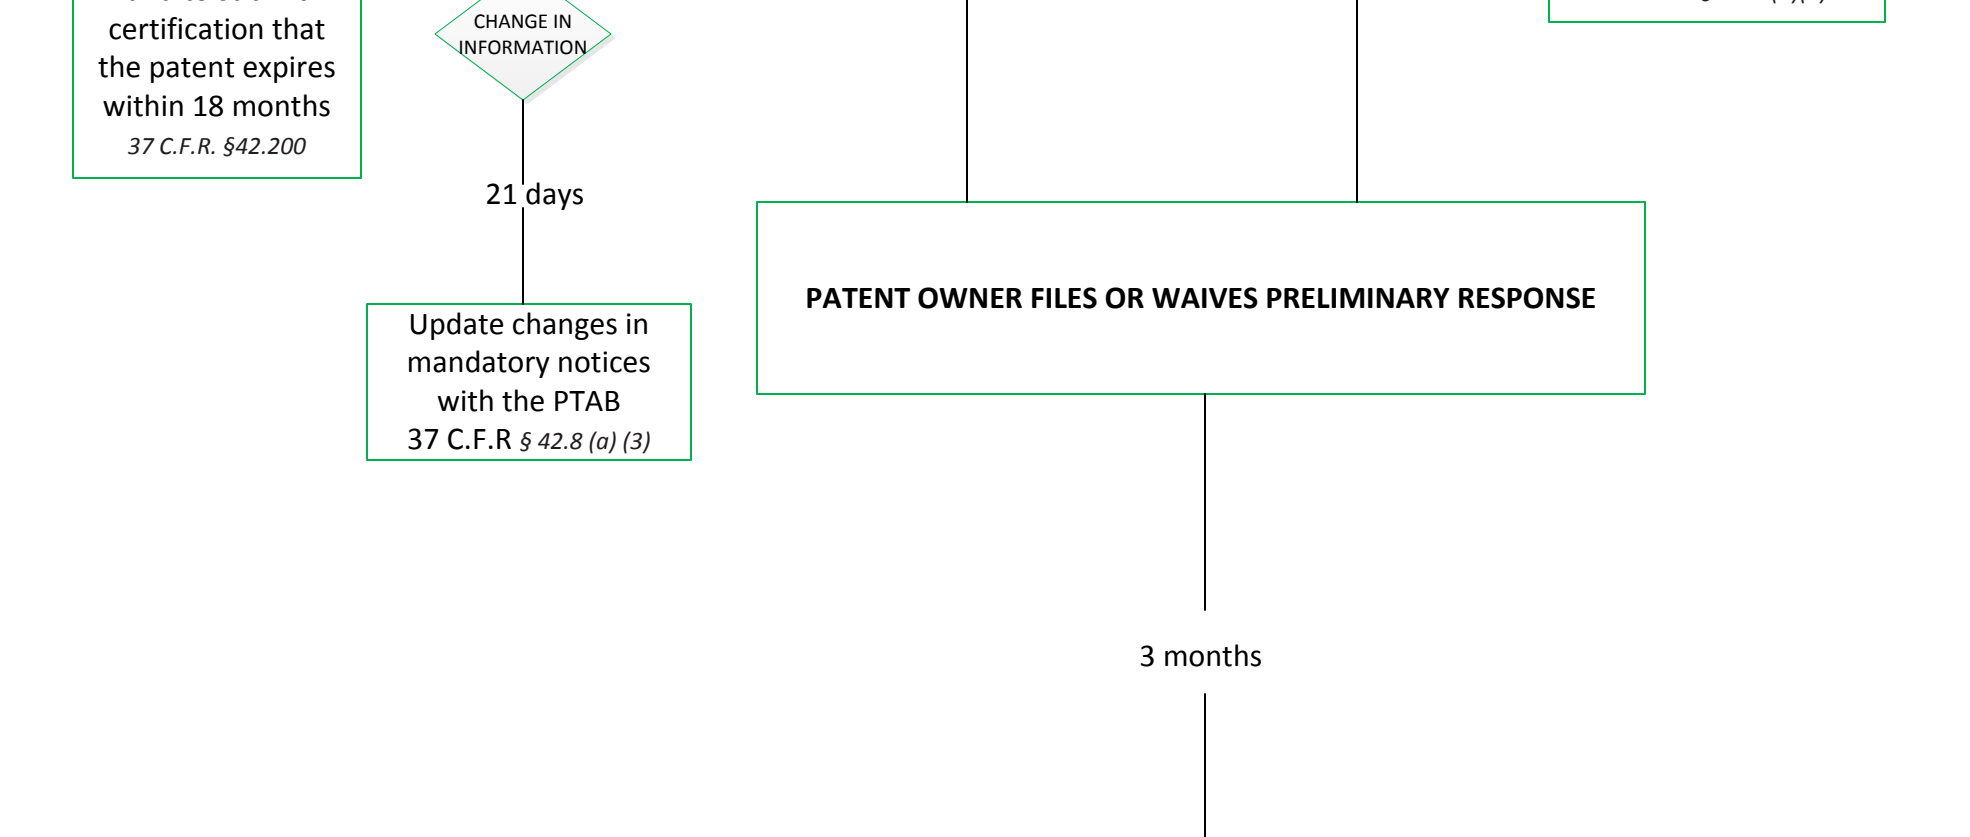 certification that
the patent expires
within 18 months
37 C.F.R. §42.200
CHANGE IN
INFORMATION
21 days
Update changes in
mandatory notices
with the PTAB
37 C.F.R § 42.8 (a) (3)
PATENT OWNER FILES OR WAIVES PRELIMINARY RESPONSE
3 months